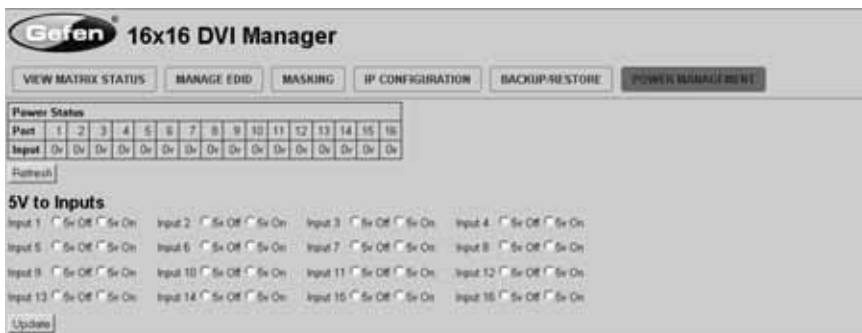 Gefen® 16x16 DVI Manager
VIEW MATRIX STATUS MANAGE EDID MASKING IP CONFIGURATION BACKUP/RESTORE POWER MANAGEMENT
Power Status
Port 1 2 3 4 5 6 7 8 9 10 11 12 13 14 15 16
Input 0v 0v 0v 0v 0v 0v 0v 0v 0v 0v 0v 0v 0v 0v 0v 0v
Refresh
5V to Inputs
Input 1 5v Off 5v On Input 2 5v Off 5v On Input 3 5v Off 5v On Input 4 5v Off 5v On
Input 5 5v Off 5v On Input 6 5v Off 5v On Input 7 5v Off 5v On Input 8 5v Off 5v On
Input 9 5v Off 5v On Input 10 5v Off 5v On Input 11 5v Off 5v On Input 12 5v Off 5v On
Input 13 5v Off 5v On Input 14 5v Off 5v On Input 15 5v Off 5v On Input 16 5v Off 5v On
Update